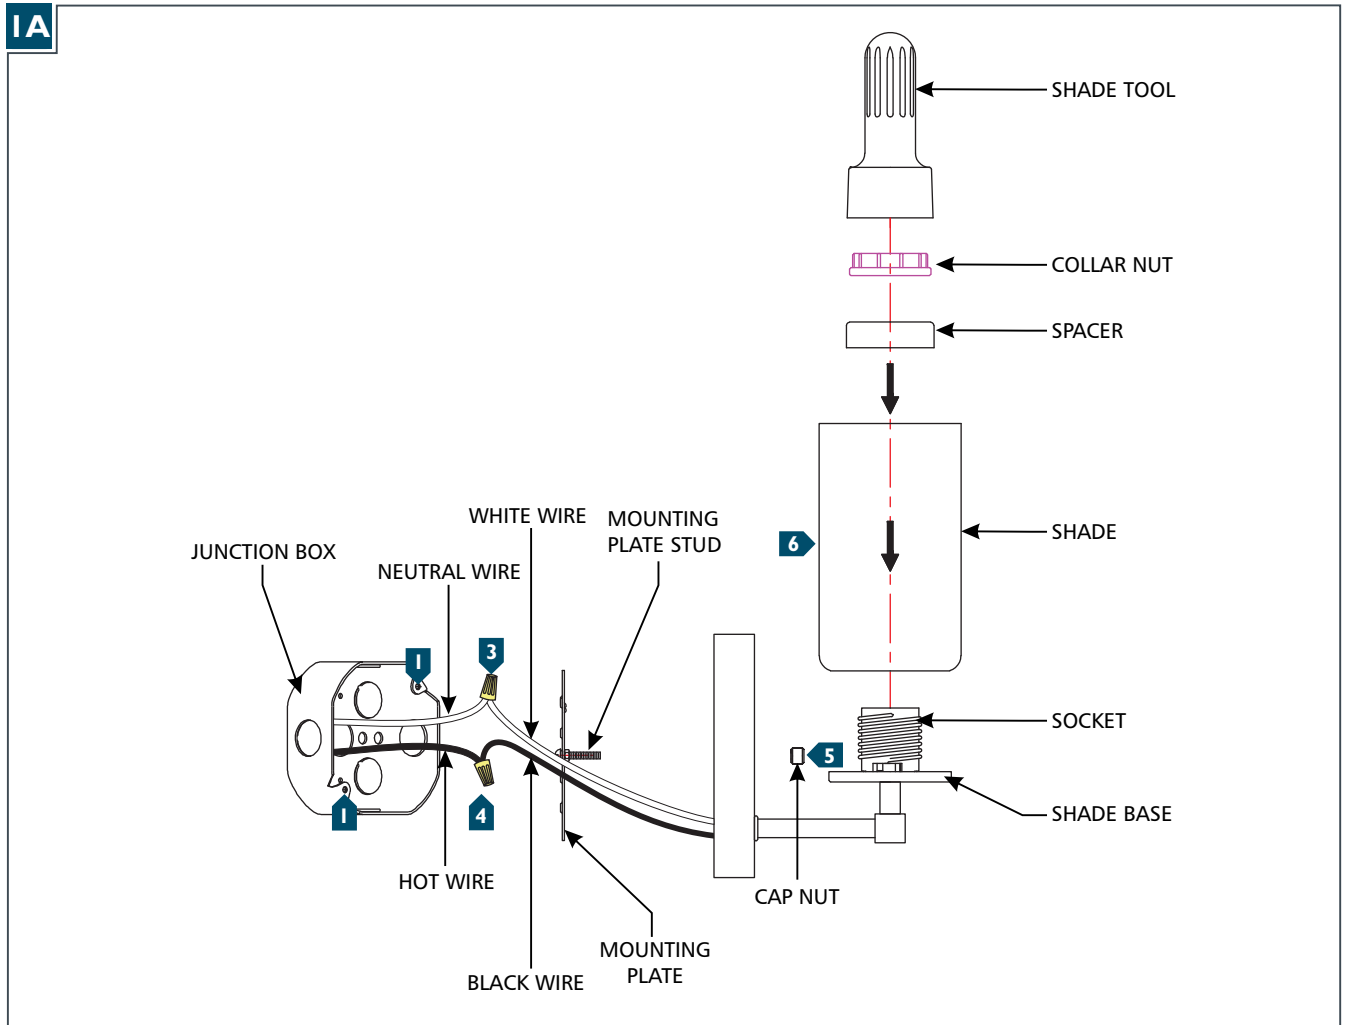 1A
SHADE TOOL
COLLAR NUT
SPACER
SHADE
6
WHITE WIRE
MOUNTING
PLATE STUD
JUNCTION BOX
NEUTRAL WIRE
3
1
SOCKET
5
SHADE BASE
1
4
HOT WIRE
CAP NUT
MOUNTING
PLATE
BLACK WIRE